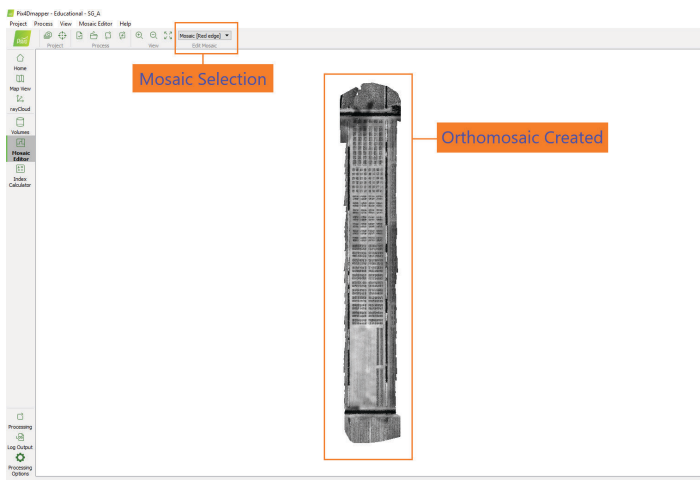 Pix4Dmapper - Educational - SG_A
Project Process View Mosaic Editor Help
Mosaic [Red edge]
Project Process View Edit Mosaic
Home
Map View
rayCloud
Volumes
Mosaic
Editor
Index
Calculator
Processing
Log Output
Processing
Options
Mosaic Selection
Orthomosaic Created